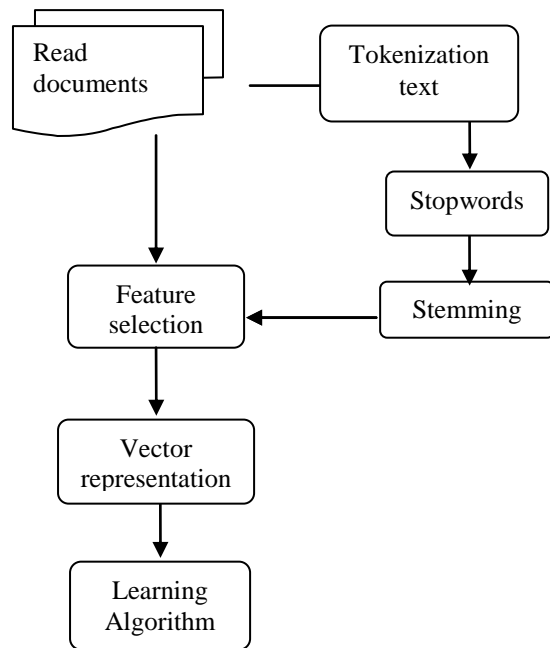 Read
documents
Tokenization
text
Stopwords
Stemming
Feature
selection
Vector
representation
Learning
Algorithm